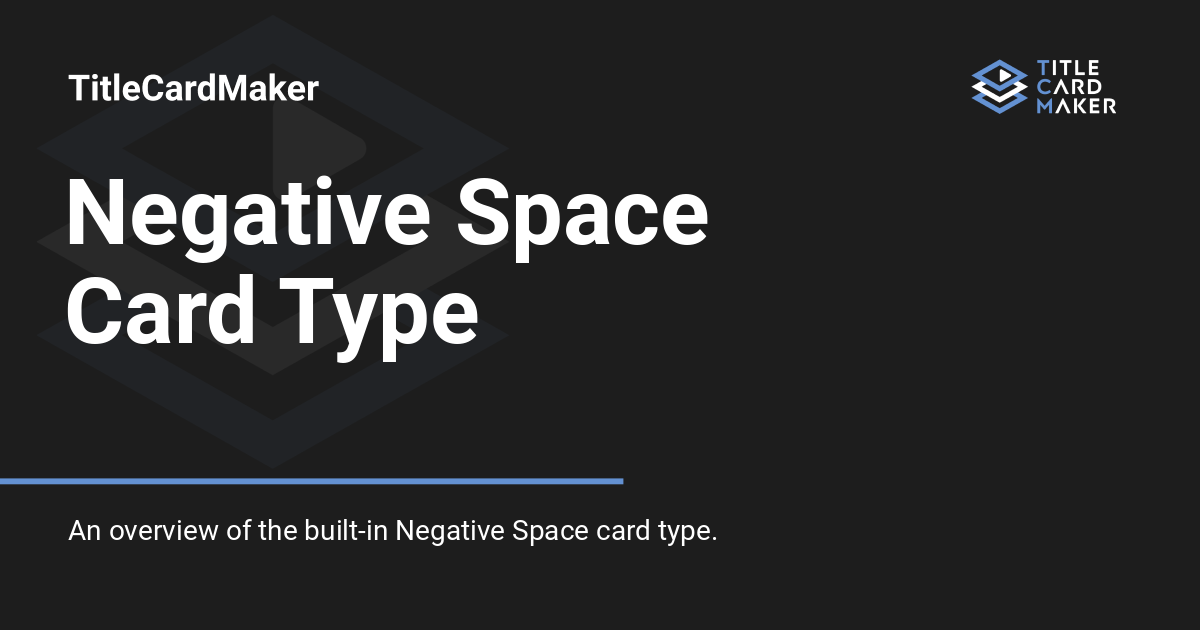 TitleCardMaker
TITLE
CARD
MAKER
Negative Space
Card Type
An overview of the built-in Negative Space card type.